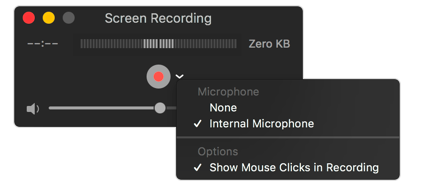 Screen Recording
--:-- Zero KB
Microphone
None
✓ Internal Microphone
Options
✓ Show Mouse Clicks in Recording